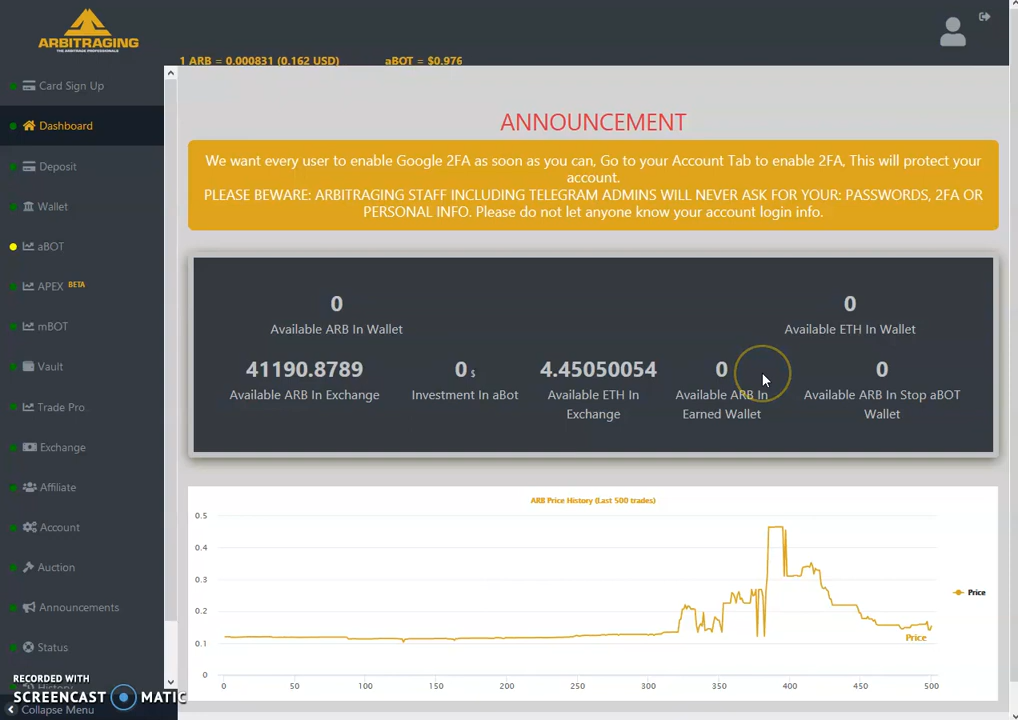 ARBITRAGING
THE ARBITRAGE PROFESSIONALS
1 ARB = 0.000831 (0.162 USD)
aBOT = $0.976
Card Sign Up
Dashboard
Deposit
Wallet
aBOT
APEX BETA
mBOT
Vault
Trade Pro
Exchange
Affiliate
Account
Auction
Announcements
Status
History
Collapse Menu
RECORDED WITH
SCREENCAST MATIC
ANNOUNCEMENT
We want every user to enable Google 2FA as soon as you can, Go to your Account Tab to enable 2FA, This will protect your
account.
PLEASE BEWARE: ARBITRAGING STAFF INCLUDING TELEGRAM ADMINS WILL NEVER ASK FOR YOUR: PASSWORDS, 2FA OR
PERSONAL INFO. Please do not let anyone know your account login info.
0
Available ARB In Wallet
0
Available ETH In Wallet
41190.8789
Available ARB In Exchange
0 $
Investment In aBot
4.45050054
Available ETH In
Exchange
0
Available ARB In
Earned Wallet
0
Available ARB In Stop aBOT
Wallet
ARB Price History (Last 500 trades)
0.5
0.4
0.3
0.2
0.1
0
0 50 100 150 200 250 300 350 400 450 500
Price
Price